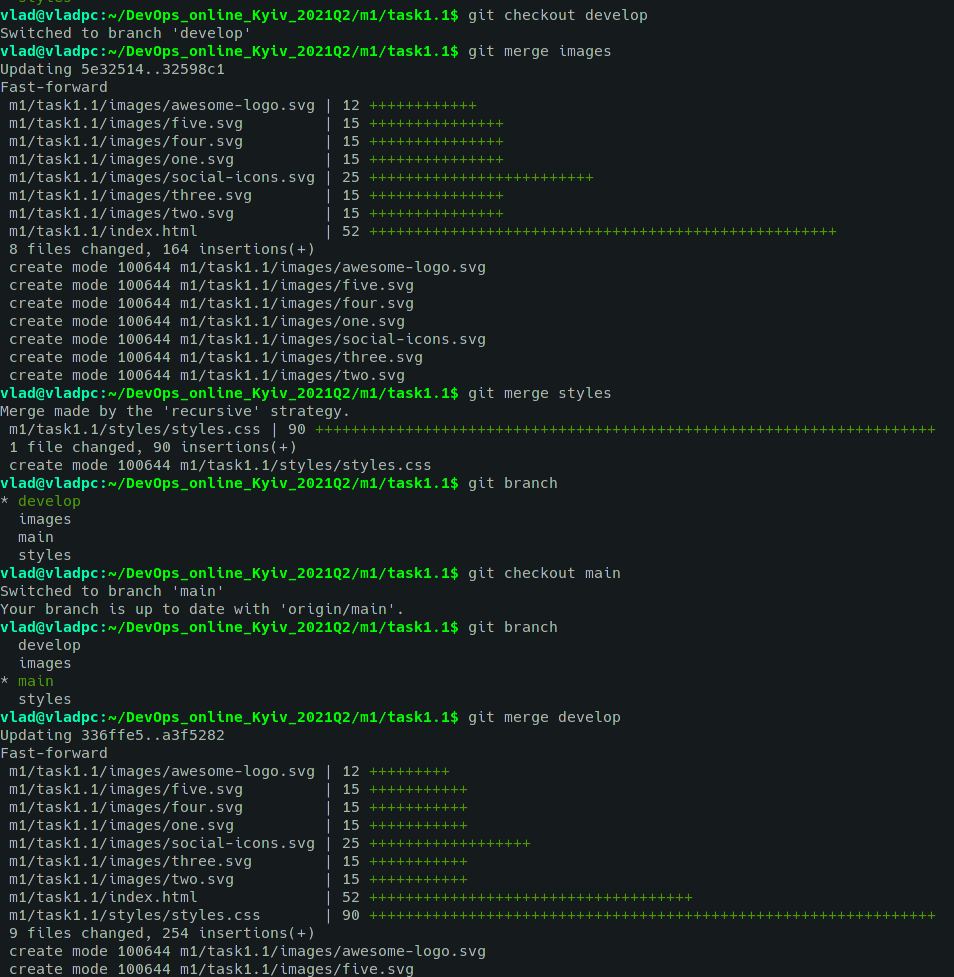 vlad@vladpc:~/DevOps_online_Kyiv_2021Q2/m1/task1.1$ git checkout develop
Switched to branch 'develop'
vlad@vladpc:~/DevOps_online_Kyiv_2021Q2/m1/task1.1$ git merge images
Updating 5e32514..32598c1
Fast-forward
 m1/task1.1/images/awesome-logo.svg | 12 ++++++++++++
 m1/task1.1/images/five.svg         | 15 +++++++++++++++
 m1/task1.1/images/four.svg         | 15 +++++++++++++++
 m1/task1.1/images/one.svg          | 15 +++++++++++++++
 m1/task1.1/images/social-icons.svg | 25 +++++++++++++++++++++++++
 m1/task1.1/images/three.svg        | 15 +++++++++++++++
 m1/task1.1/images/two.svg          | 15 +++++++++++++++
 m1/task1.1/index.html              | 52 ++++++++++++++++++++++++++++++++++++++++++++++++++++
 8 files changed, 164 insertions(+)
 create mode 100644 m1/task1.1/images/awesome-logo.svg
 create mode 100644 m1/task1.1/images/five.svg
 create mode 100644 m1/task1.1/images/four.svg
 create mode 100644 m1/task1.1/images/one.svg
 create mode 100644 m1/task1.1/images/social-icons.svg
 create mode 100644 m1/task1.1/images/three.svg
 create mode 100644 m1/task1.1/images/two.svg
vlad@vladpc:~/DevOps_online_Kyiv_2021Q2/m1/task1.1$ git merge styles
Merge made by the 'recursive' strategy.
 m1/task1.1/styles/styles.css | 90 +++++++++++++++++++++++++++++++++++++++++++++++++++++++++++++++++++++
 1 file changed, 90 insertions(+)
 create mode 100644 m1/task1.1/styles/styles.css
vlad@vladpc:~/DevOps_online_Kyiv_2021Q2/m1/task1.1$ git branch
* develop
  images
  main
  styles
vlad@vladpc:~/DevOps_online_Kyiv_2021Q2/m1/task1.1$ git checkout main
Switched to branch 'main'
Your branch is up to date with 'origin/main'.
vlad@vladpc:~/DevOps_online_Kyiv_2021Q2/m1/task1.1$ git branch
  develop
  images
* main
  styles
vlad@vladpc:~/DevOps_online_Kyiv_2021Q2/m1/task1.1$ git merge develop
Updating 336ffe5..a3f5282
Fast-forward
 m1/task1.1/images/awesome-logo.svg | 12 +++++++++
 m1/task1.1/images/five.svg         | 15 +++++++++++
 m1/task1.1/images/four.svg         | 15 +++++++++++
 m1/task1.1/images/one.svg          | 15 +++++++++++
 m1/task1.1/images/social-icons.svg | 25 ++++++++++++++++++
 m1/task1.1/images/three.svg        | 15 +++++++++++
 m1/task1.1/images/two.svg          | 15 +++++++++++
 m1/task1.1/index.html              | 52 ++++++++++++++++++++++++++++++++++++
 m1/task1.1/styles/styles.css       | 90 +++++++++++++++++++++++++++++++++++++++++++++++++++++++++++++++
 9 files changed, 254 insertions(+)
 create mode 100644 m1/task1.1/images/awesome-logo.svg
 create mode 100644 m1/task1.1/images/five.svg